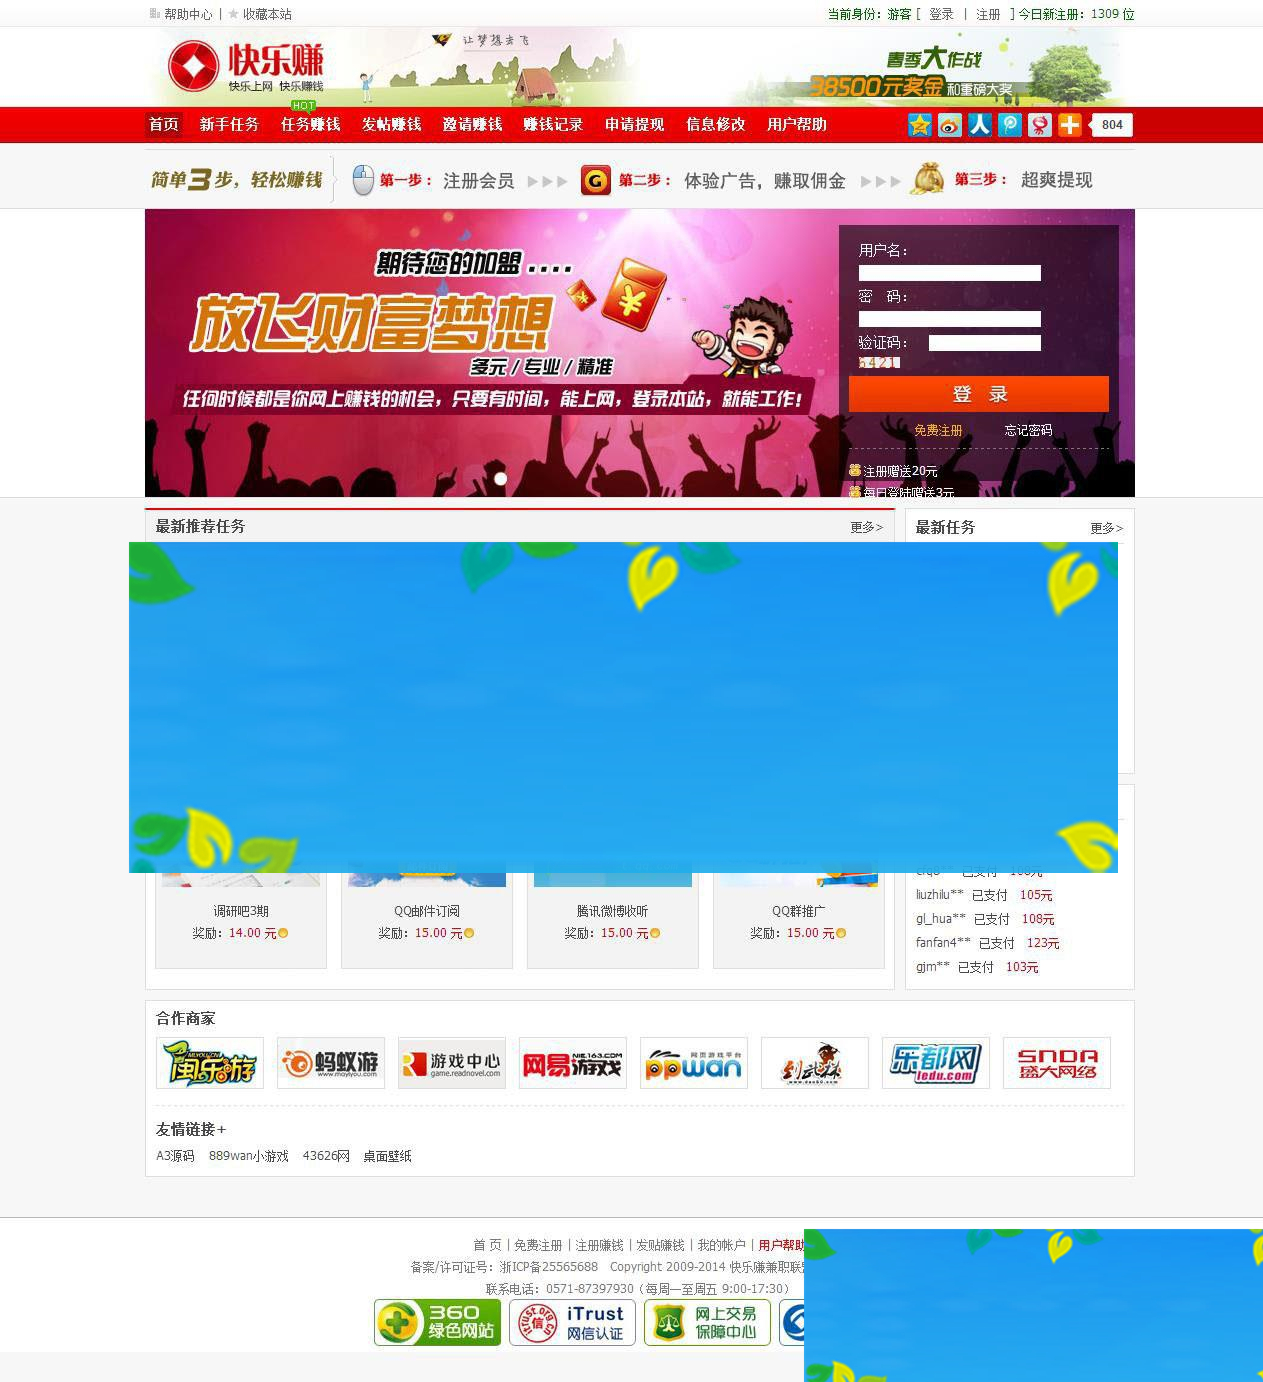 帮助中心 | 收藏本站
当前身份：游客 [ 登录 | 注册 ] 今日新注册：1309 位
快乐赚
快乐上网 快乐赚钱
让梦想去飞
春季大作战
38500元奖金 和重磅大奖
HOT
首页 新手任务 任务赚钱 发帖赚钱 邀请赚钱 赚钱记录 申请提现 信息修改 用户帮助
804
简单3步，轻松赚钱
第一步： 注册会员
第二步： 体验广告，赚取佣金
第三步： 超爽提现
期待您的加盟 ....
放飞财富梦想
多元 / 专业 / 精准
任何时候都是你网上赚钱的机会，只要有时间，能上网，登录本站，就能工作！
用户名：
密 码：
验证码：
6421
登 录
免费注册 忘记密码
注册赠送20元
每日登陆赠送3元
最新推荐任务 更多>
最新任务 更多>
调研吧3期
奖励：14.00 元
QQ邮件订阅
奖励：15.00 元
腾讯微博收听
奖励：15.00 元
QQ群推广
奖励：15.00 元
liuzhilu** 已支付 105元
gl_hua** 已支付 108元
fanfan4** 已支付 123元
gjm** 已支付 103元
合作商家
闽乐游
蚂蚁游
www.mayiyou.com
游戏中心
game.readnovel.com
网易游戏
NIE.163.COM
网页游戏平台
ppwan
剑武林
乐都网
ledu.com
SNDA
盛大网络
友情链接+
A3源码 889wan小游戏 43626网 桌面壁纸
首 页 | 免费注册 | 注册赚钱 | 发贴赚钱 | 我的帐户 | 用户帮助
备案/许可证号：浙ICP备25565688 Copyright 2009-2014 快乐赚兼职联盟
联系电话：0571-87397930（每周一至周五 9:00-17:30）
360
绿色网站
iTrust
网信认证
网上交易
保障中心